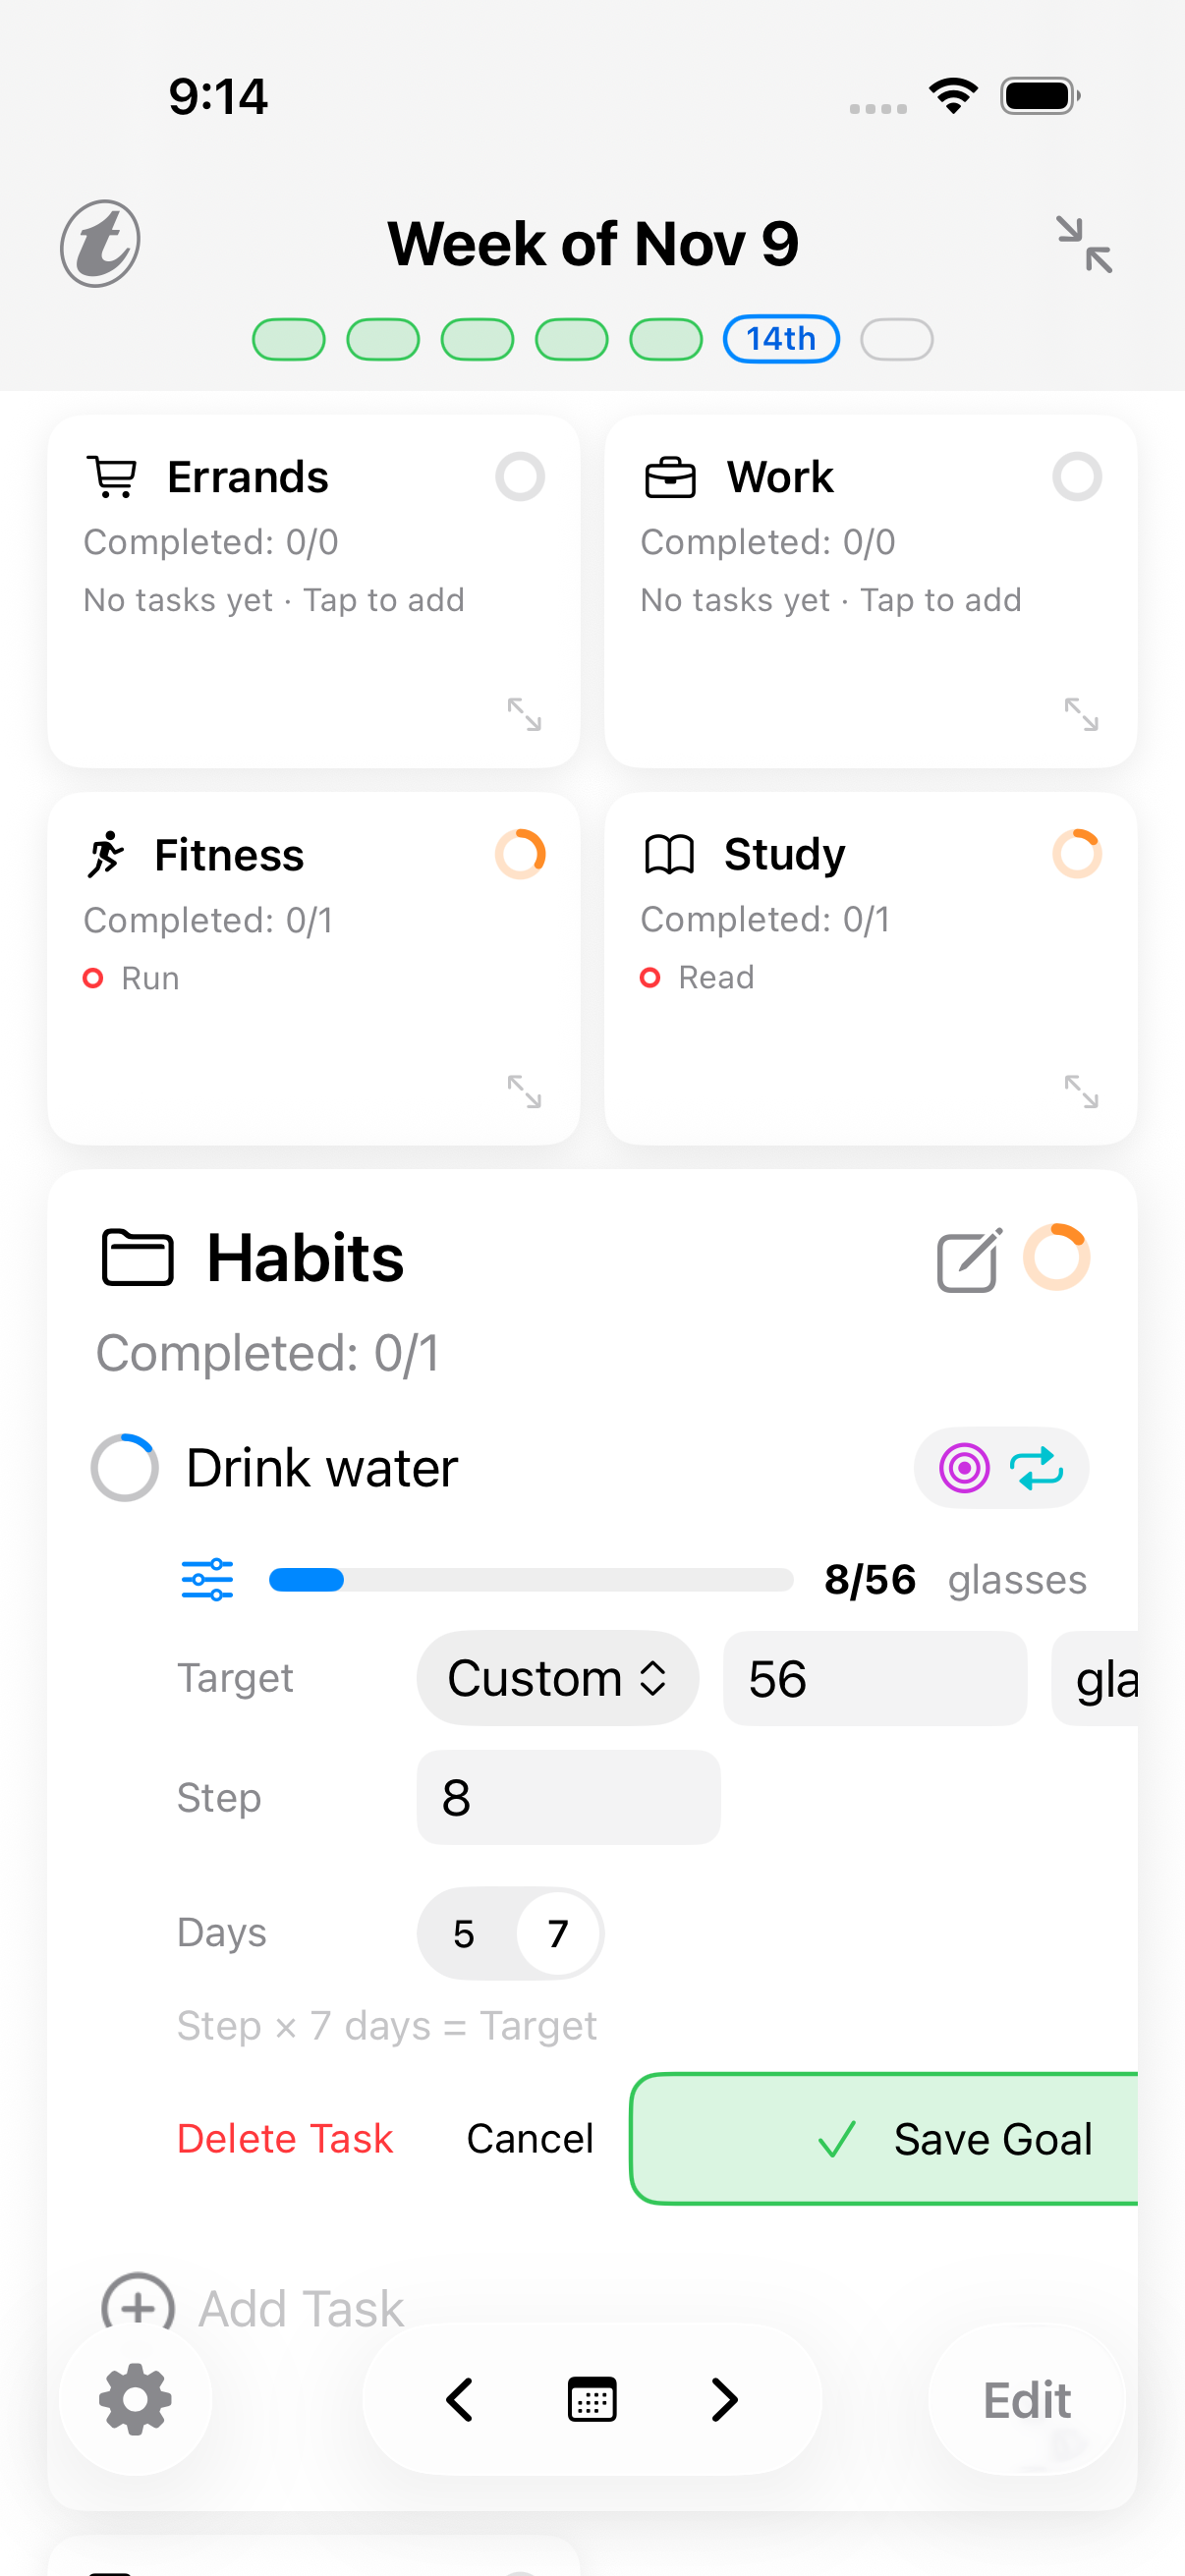 9:14
Week of Nov 9
14th
Errands
Completed: 0/0
No tasks yet · Tap to add
Work
Completed: 0/0
No tasks yet · Tap to add
Fitness
Completed: 0/1
Run
Study
Completed: 0/1
Read
Habits
Completed: 0/1
Drink water
8/56 glasses
Target Custom 56 gla
Step 8
Days 5 7
Step × 7 days = Target
Delete Task Cancel Save Goal
Add Task
Edit